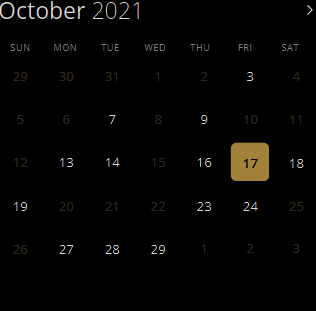 October 2021 >
SUN MON TUE WED THU FRI SAT
29 30 31 1 2 3 4
5 6 7 8 9 10 11
12 13 14 15 16 17 18
19 20 21 22 23 24 25
26 27 28 29 1 2 3